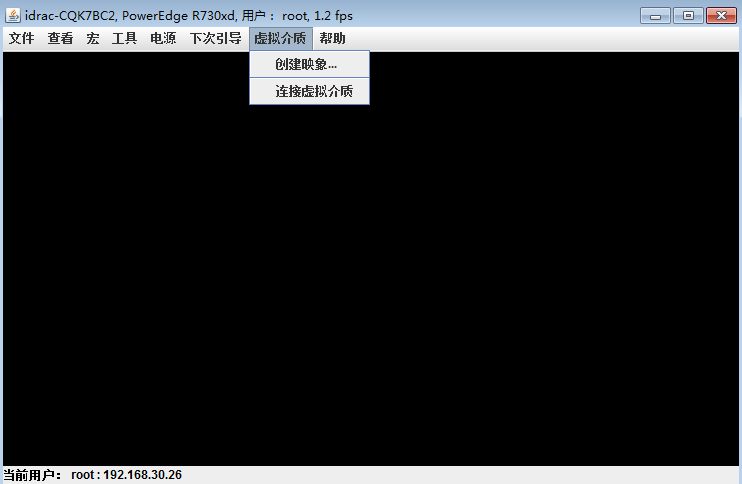 idrac-CQK7BC2, PowerEdge R730xd, 用户： root, 1.2 fps
文件 查看 宏 工具 电源 下次引导 虚拟介质 帮助
创建映象...
连接虚拟介质
当前用户： root : 192.168.30.26